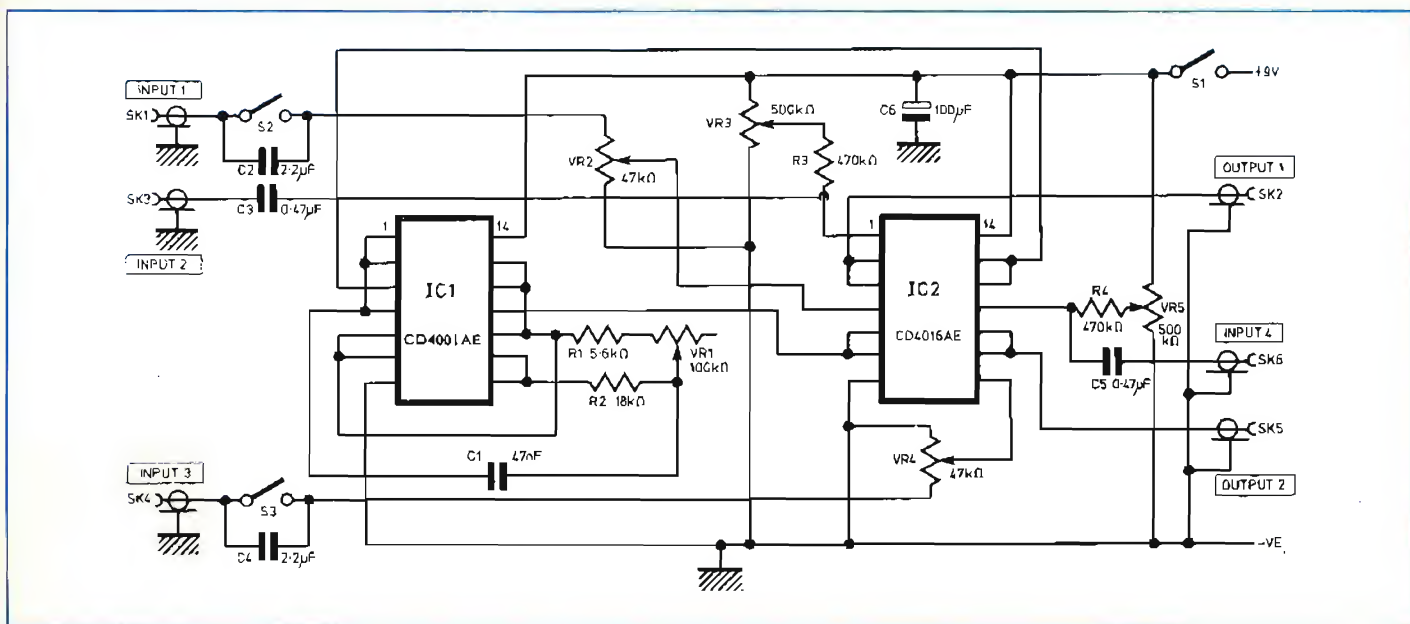 INPUT 1
SK1
S2
C2 2·2µF
SK3
C3 0·47µF
INPUT 2
VR2
47kΩ
VR3
500kΩ
R3
470kΩ
C6
100µF
S1
+9V
OUTPUT 1
SK2
1
14
IC1
CD4001AE
R1 5·6kΩ
VR1
100kΩ
R2 18kΩ
C1
47nF
1
14
IC2
CD4016AE
R4
470kΩ
VR5
500
kΩ
C5 0·47µF
INPUT 4
SK6
SK5
OUTPUT 2
VR4
47kΩ
INPUT 3
SK4
S3
C4
2·2µF
-VE